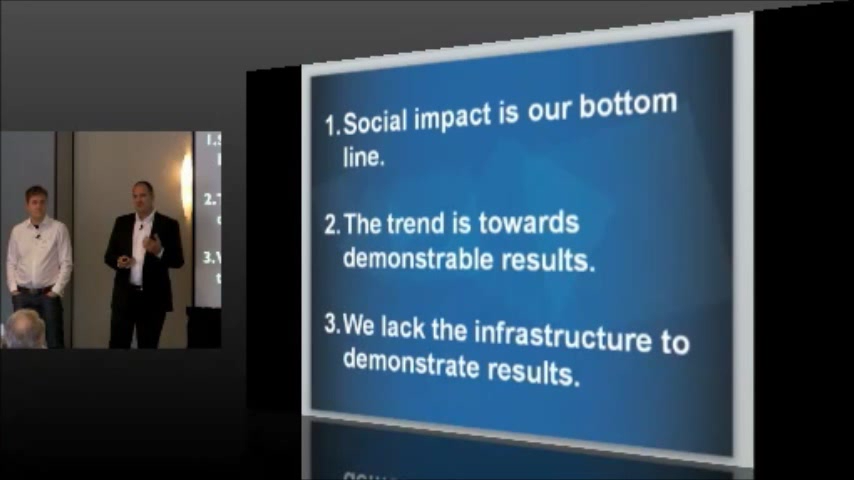 1.Social impact is our bottom
line.
2.The trend is towards
demonstrable results.
3.We lack the infrastructure to
demonstrate results.